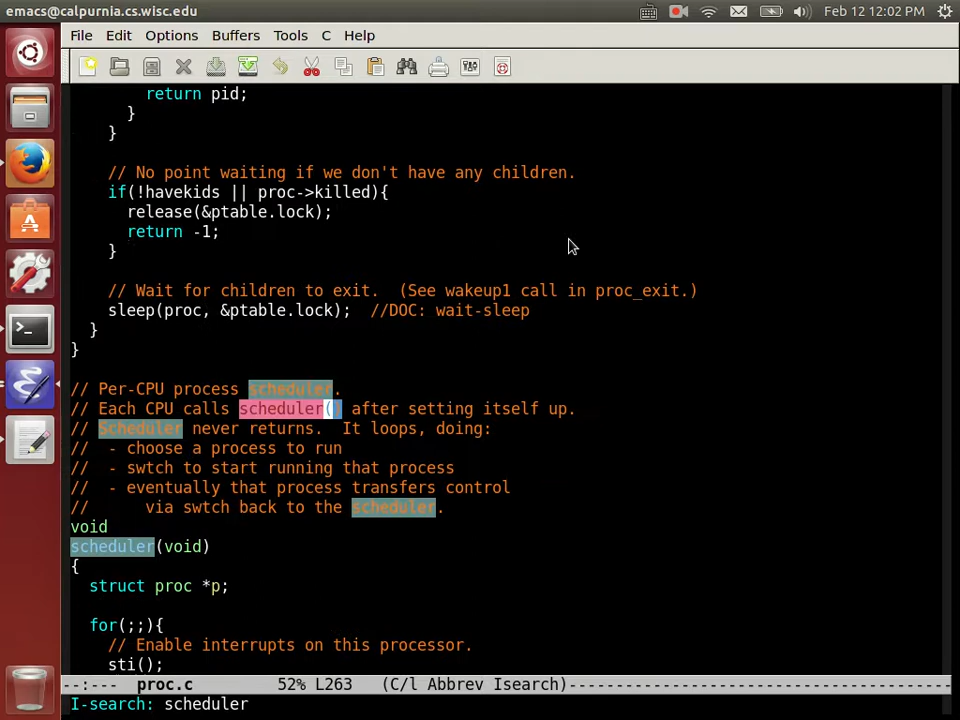 emacs@calpurnia.cs.wisc.edu
Feb 12 12:02 PM
File Edit Options Buffers Tools C Help
return pid;
}
}
// No point waiting if we don't have any children.
if(!havekids || proc->killed){
release(&ptable.lock);
return -1;
}
// Wait for children to exit.  (See wakeup1 call in proc_exit.)
sleep(proc, &ptable.lock);  //DOC: wait-sleep
}
}
// Per-CPU process scheduler.
// Each CPU calls scheduler() after setting itself up.
// Scheduler never returns.  It loops, doing:
//  - choose a process to run
//  - swtch to start running that process
//  - eventually that process transfers control
//      via swtch back to the scheduler.
void
scheduler(void)
{
struct proc *p;
for(;;){
// Enable interrupts on this processor.
sti();
--:---  proc.c         52% L263   (C/l Abbrev Isearch)-----------------------------------------
I-search: scheduler